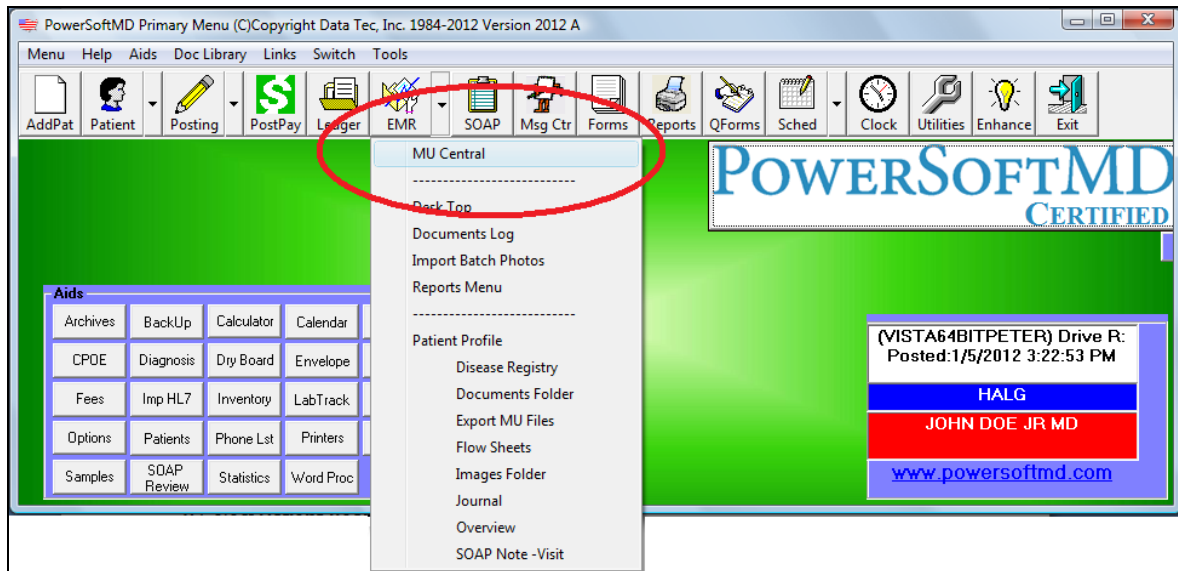 PowerSoftMD Primary Menu (C)Copyright Data Tec, Inc. 1984-2012 Version 2012 A
Menu Help Aids Doc Library Links Switch Tools
AddPat Patient Posting PostPay Ledger EMR SOAP Msg Ctr Forms Reports QForms Sched Clock Utilities Enhance Exit
MU Central
---------------------------
Desk Top
Documents Log
Import Batch Photos
Reports Menu
---------------------------
Patient Profile
Disease Registry
Documents Folder
Export MU Files
Flow Sheets
Images Folder
Journal
Overview
SOAP Note -Visit
POWERSOFTMD
CERTIFIED
Aids
Archives BackUp Calculator Calendar
CPOE Diagnosis Dry Board Envelope
Fees Imp HL7 Inventory LabTrack
Options Patients Phone Lst Printers
Samples SOAP Review Statistics Word Proc
(VISTA64BITPETER) Drive R:
Posted:1/5/2012 3:22:53 PM
HALG
JOHN DOE JR MD
www.powersoftmd.com